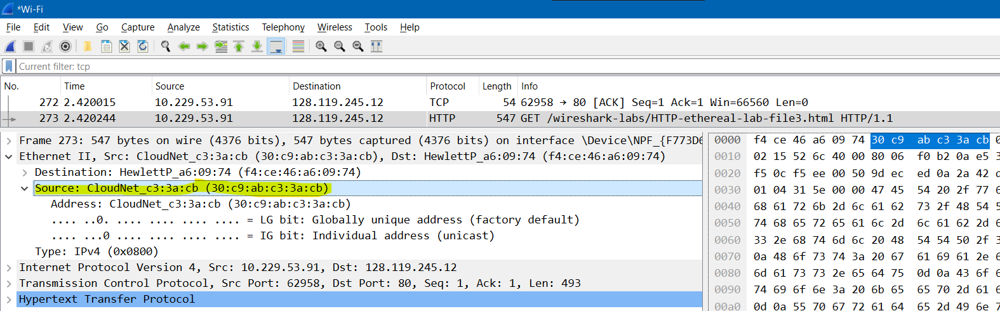 *Wi-Fi
File Edit View Go Capture Analyze Statistics Telephony Wireless Tools Help
Current filter: tcp
No. Time Source Destination Protocol Length Info
272 2.420015 10.229.53.91 128.119.245.12 TCP 54 62958 → 80 [ACK] Seq=1 Ack=1 Win=66560 Len=0
273 2.420244 10.229.53.91 128.119.245.12 HTTP 547 GET /wireshark-labs/HTTP-ethereal-lab-file3.html HTTP/1.1
Frame 273: 547 bytes on wire (4376 bits), 547 bytes captured (4376 bits) on interface \Device\NPF_{F773D6
Ethernet II, Src: CloudNet_c3:3a:cb (30:c9:ab:c3:3a:cb), Dst: HewlettP_a6:09:74 (f4:ce:46:a6:09:74)
Destination: HewlettP_a6:09:74 (f4:ce:46:a6:09:74)
Source: CloudNet_c3:3a:cb (30:c9:ab:c3:3a:cb)
Address: CloudNet_c3:3a:cb (30:c9:ab:c3:3a:cb)
.... ..0. .... .... .... .... = LG bit: Globally unique address (factory default)
.... ...0 .... .... .... .... = IG bit: Individual address (unicast)
Type: IPv4 (0x0800)
Internet Protocol Version 4, Src: 10.229.53.91, Dst: 128.119.245.12
Transmission Control Protocol, Src Port: 62958, Dst Port: 80, Seq: 1, Ack: 1, Len: 493
Hypertext Transfer Protocol
0000 f4 ce 46 a6 09 74 30 c9 ab c3 3a cb 0
0010 02 15 52 6c 40 00 80 06 f0 b2 0a e5 3
0020 f5 0c f5 ee 00 50 9d ec ed 0a 2a 42
0030 01 04 31 5e 00 00 47 45 54 20 2f 77 6
0040 68 61 72 6b 2d 6c 61 62 73 2f 48 54 5
0050 74 68 65 72 65 61 6c 2d 6c 61 62 2d 6
0060 33 2e 68 74 6d 6c 20 48 54 54 50 2f 3
0070 0a 48 6f 73 74 3a 20 67 61 69 61 2e 6
0080 6d 61 73 73 2e 65 64 75 0d 0a 43 6f 6
0090 74 69 6f 6e 3a 20 6b 65 65 70 2d 61 6
00a0 0d 0a 55 70 67 72 61 64 65 2d 49 6e 7